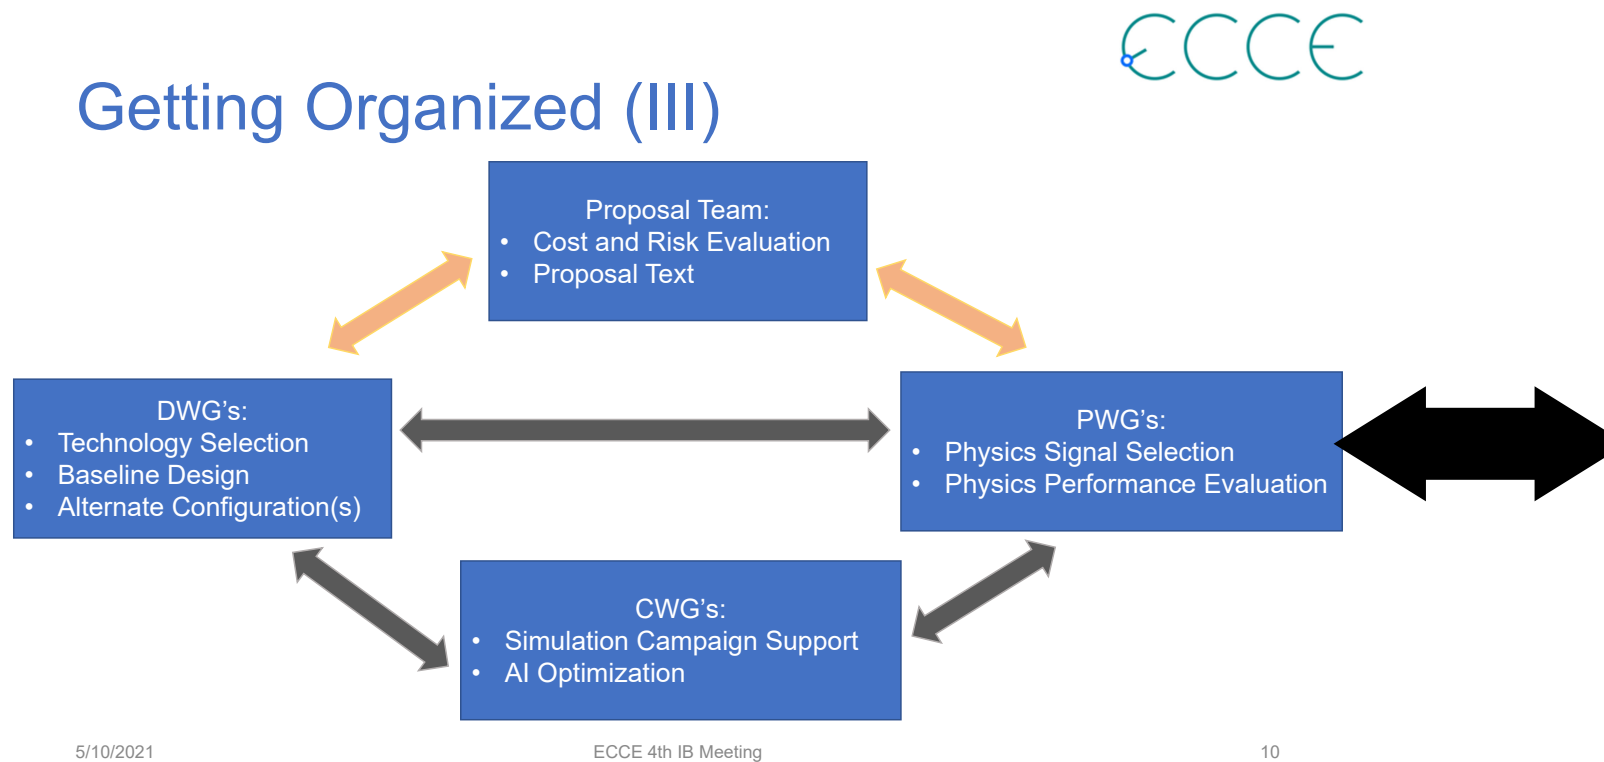 ECCE
Getting Organized (III)
Proposal Team:
• Cost and Risk Evaluation
• Proposal Text
DWG’s:
• Technology Selection
• Baseline Design
• Alternate Configuration(s)
PWG’s:
• Physics Signal Selection
• Physics Performance Evaluation
CWG’s:
• Simulation Campaign Support
• AI Optimization
5/10/2021
ECCE 4th IB Meeting
10